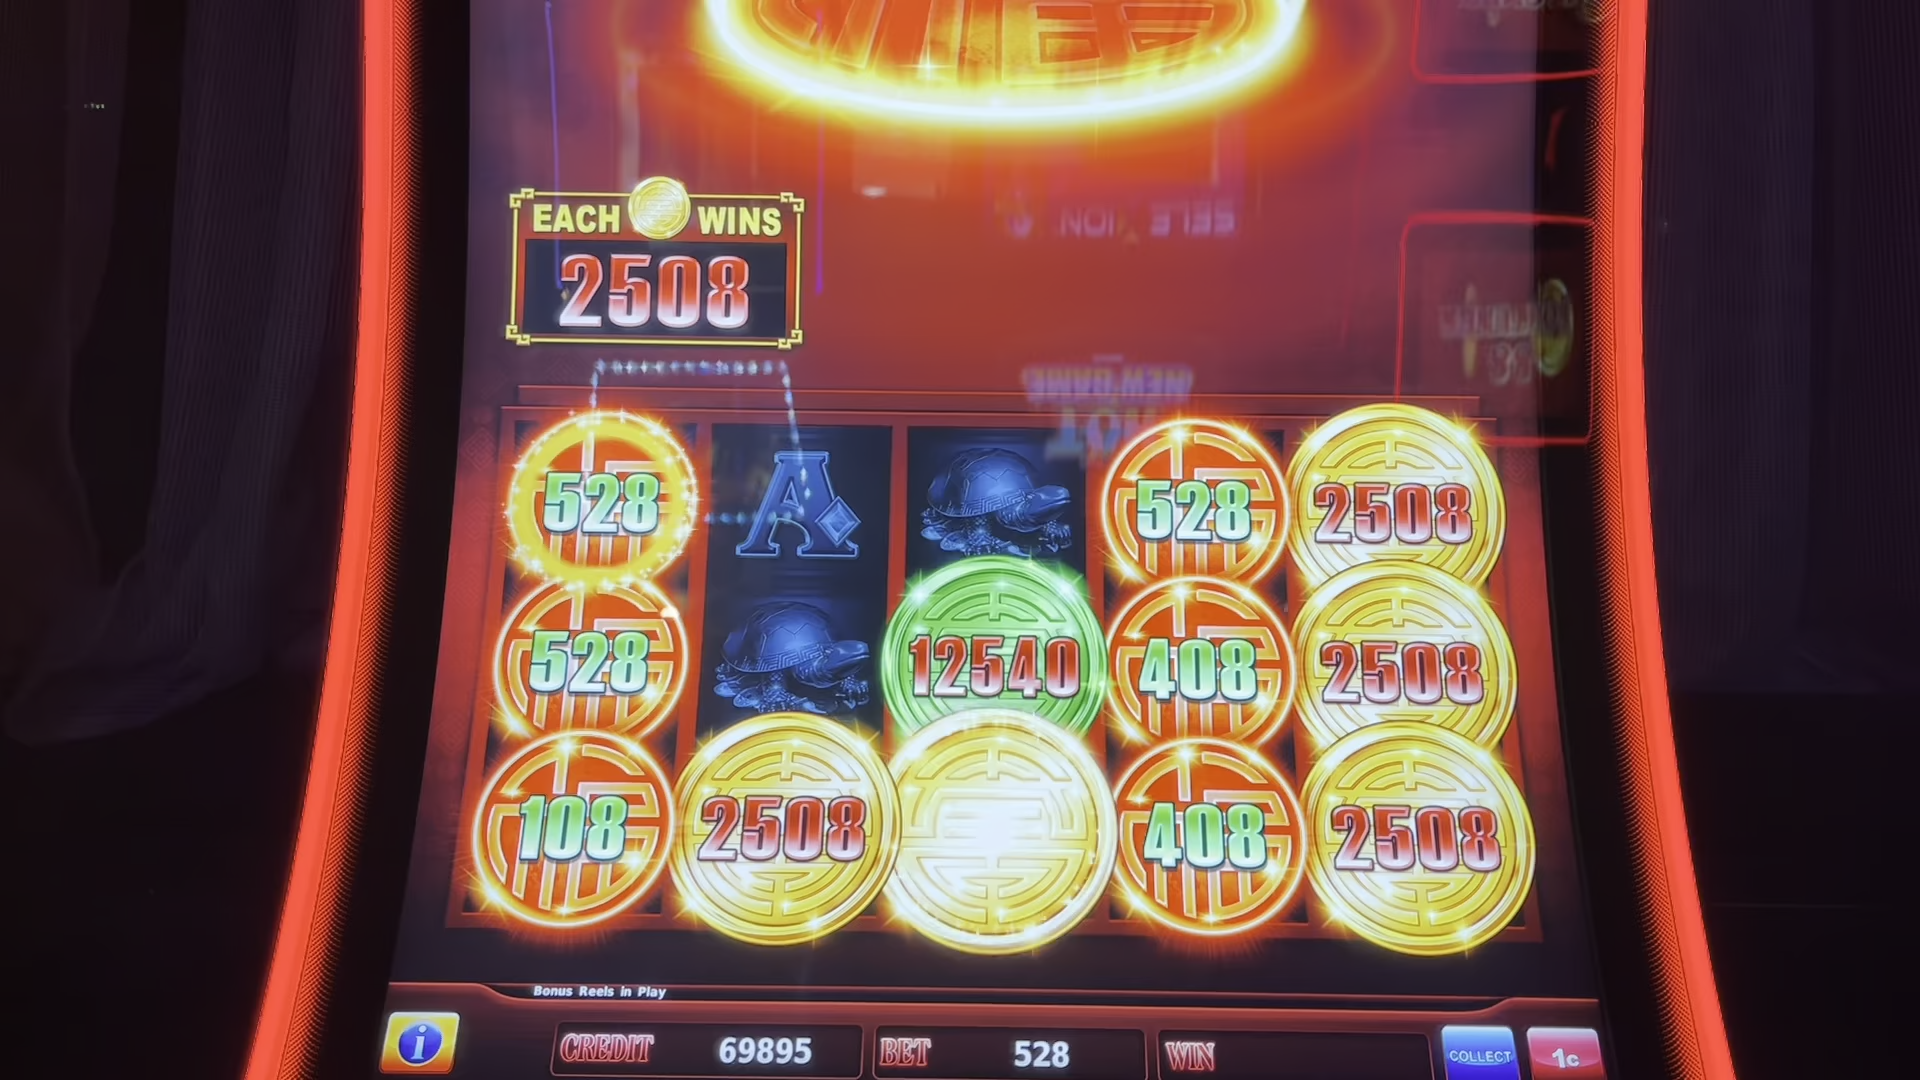 EACH WINS
2508
528 A 528 2508
528 12540 408 2508
108 2508 408 2508
Bonus Reels in Play
i CREDIT 69895 BET 528 WIN COLLECT 1c